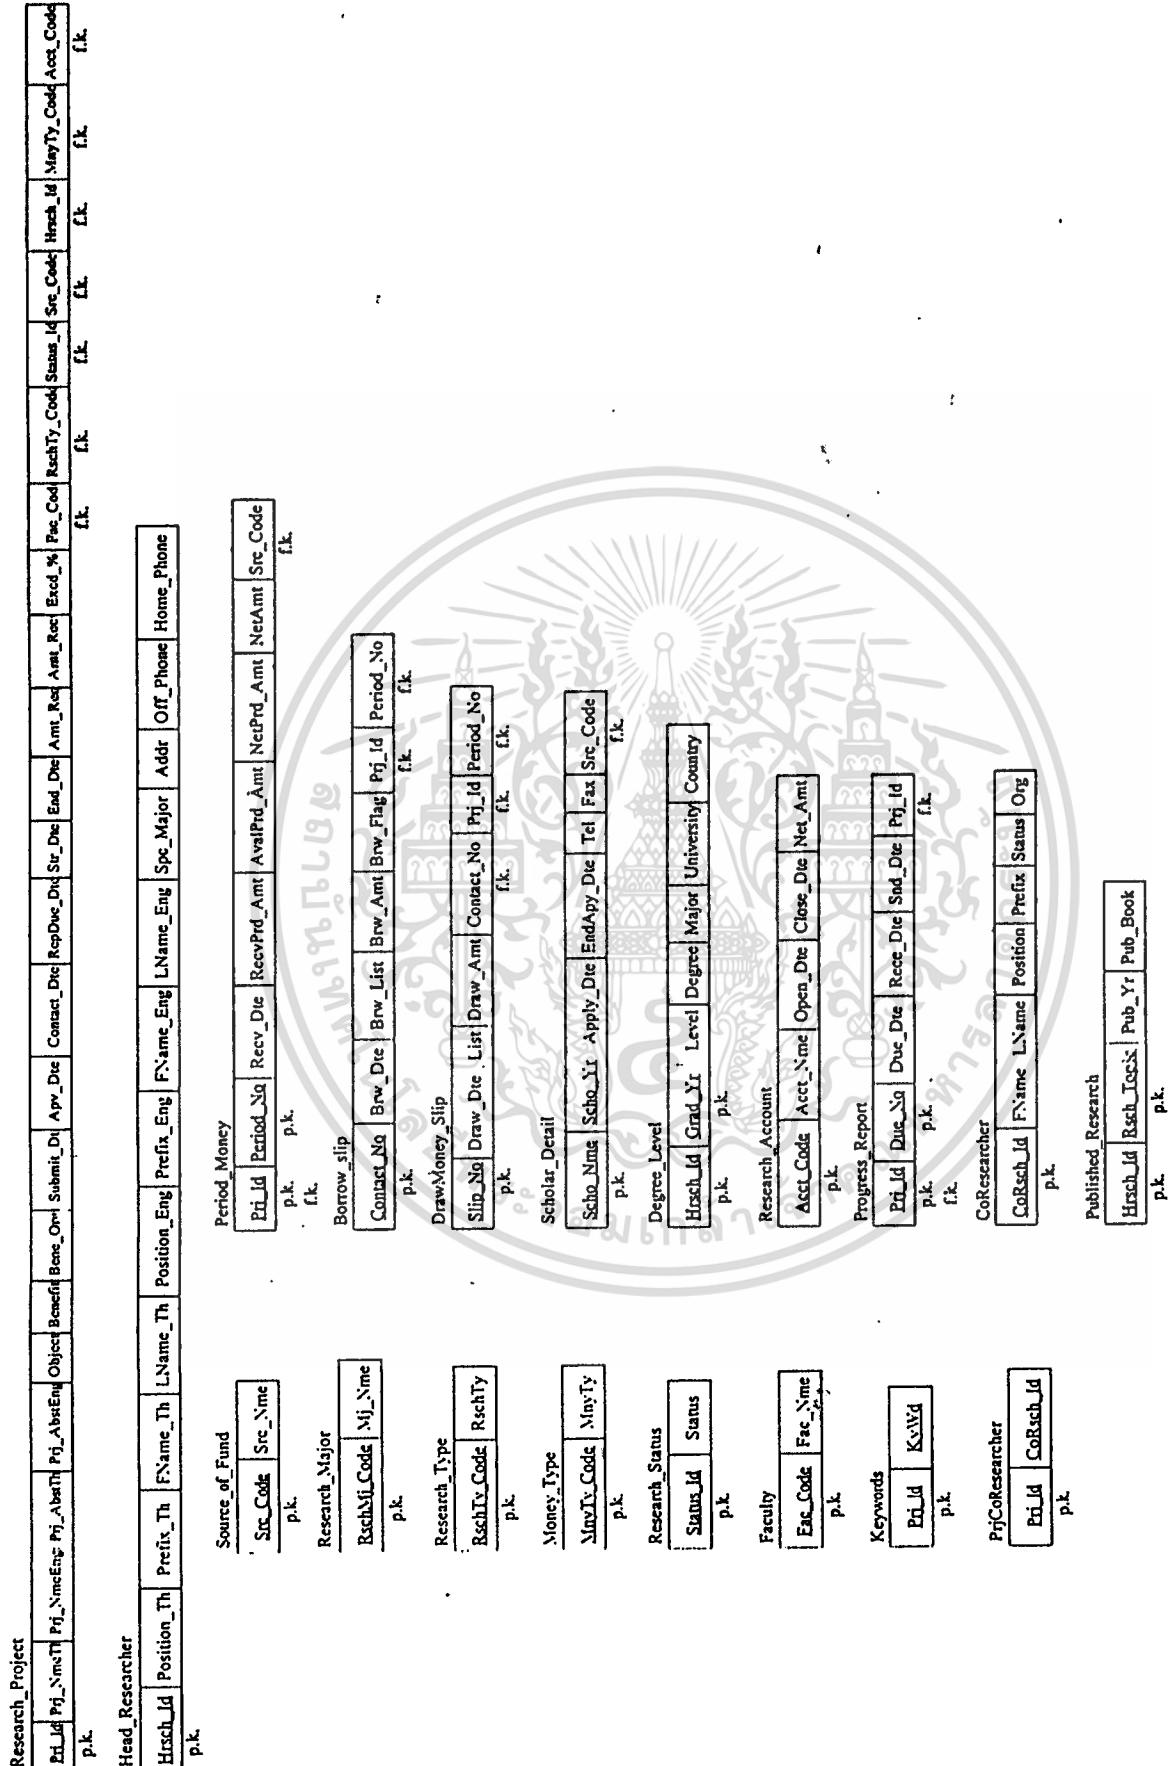 Research_Project
Prj_Id Prj_NmeTh Prj_NmeEng Prj_AbstTh Prj_AbstEng Object Benefit Bene_Or Submit_Dt Apv_Dte Contact_Dte RepDue_Dte Str_Dte End_Dte Amt_Req Excd_% Fac_Code RschTy_Code Status_Id Src_Code Hrsch_Id MnyTy_Code Acct_Code
p.k. f.k. f.k. f.k. f.k. f.k. f.k. f.k.
Head_Researcher
Hrsch_Id Position_Th Prefix_Th FName_Th LName_Th Position_Eng Prefix_Eng FName_Eng LName_Eng Spc_Major Addr Off_Phone Home_Phone
p.k.
Source_of_Fund
Src_Code Src_Nme
p.k.
Research_Major
RschMj_Code Mj_Nme
p.k.
Research_Type
RschTy_Code RschTy
p.k.
Money_Type
MnyTy_Code MnyTy
p.k.
Research_Status
Status_Id Status
p.k.
Faculty
Fac_Code Fac_Nme
p.k.
Keywords
Prj_Id KyWd
p.k.
PrjCoResearcher
Prj_Id CoRsch_Id
p.k.
Period_Money
Prj_Id Period_No Recv_Dte RecvPrd_Amt AvalPrd_Amt NetPrd_Amt NetAmt Src_Code
p.k. p.k. f.k.
f.k.
Borrow_slip
Contact_No Brw_Dte Brw_List Brw_Amt Brw_Flag Prj_Id Period_No
p.k. f.k. f.k.
DrawMoney_Slip
Slip_No Draw_Dte List Draw_Amt Contact_No Prj_Id Period_No
p.k. f.k. f.k. f.k.
Scholar_Detail
Scho_Nme Scho_Yr Apply_Dte EndApy_Dte Tel Fax Src_Code
p.k. f.k.
Degree_Level
Hrsch_Id Grad_Yr Level Degree Major University Country
p.k. p.k.
Research_Account
Acct_Code Acct_Nme Open_Dte Close_Dte Net_Amt
p.k.
Progress_Report
Prj_Id Due_No Due_Dte Rece_Dte Snd_Dte Prj_Id
p.k. p.k. f.k.
f.k.
CoResearcher
CoRsch_Id FName LName Position Prefix Status Org
p.k.
Published_Research
Hrsch_Id Rsch_Topic Pub_Yr Pub_Book
p.k. p.k.